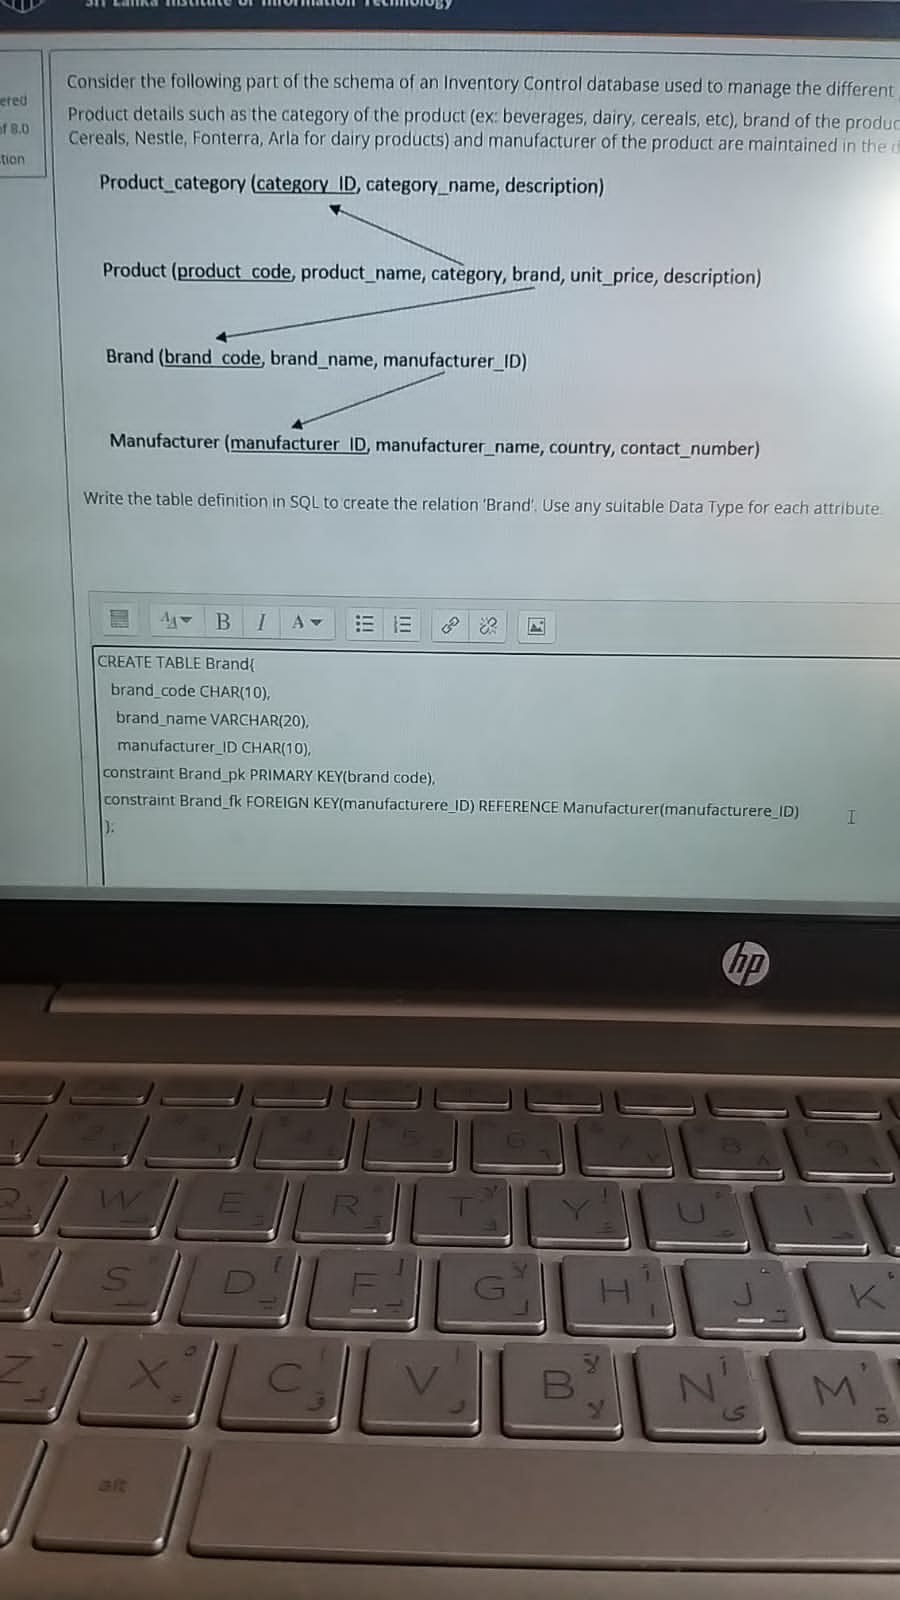 Sri Lanka Institute of Information Technology
ered
of 8.0
Consider the following part of the schema of an Inventory Control database used to manage the different
Product details such as the category of the product (ex: beverages, dairy, cereals, etc), brand of the
Cereals, Nestle, Fonterra, Arla for dairy products) and manufacturer of the product are maintained in the
tion
Product_category (category_ID, category_name, description)
Product (product_code, product_name, category, brand, unit_price, description)
Brand (brand_code, brand_name, manufacturer_ID)
Manufacturer (manufacturer_ID, manufacturer_name, country, contact_number)
Write the table definition in SQL to create the relation ‘Brand’. Use any suitable Data Type for each attribute.
B I A
CREATE TABLE Brand{
brand_code CHAR(10),
brand_name VARCHAR(20),
manufacturer_ID CHAR(10),
constraint Brand_pk PRIMARY KEY(brand code),
constraint Brand_fk FOREIGN KEY(manufacturere_ID) REFERENCE Manufacturer(manufacturere_ID)
};
hp
5 6 7 8 9
W E R T Y U I
S D F G H J K
Z X C V B N M
alt